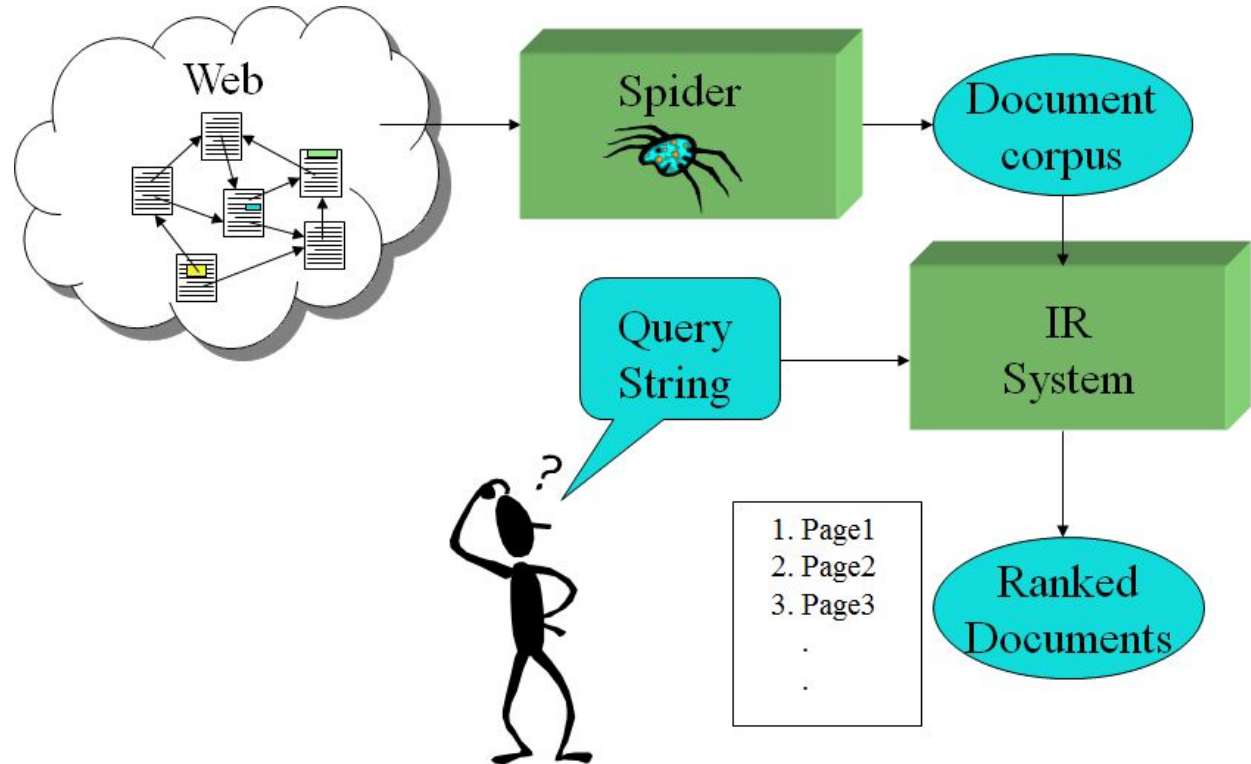 Web
Spider
Document
corpus
Query
String
IR
System
?
1. Page1
2. Page2
3. Page3
.
.
Ranked
Documents